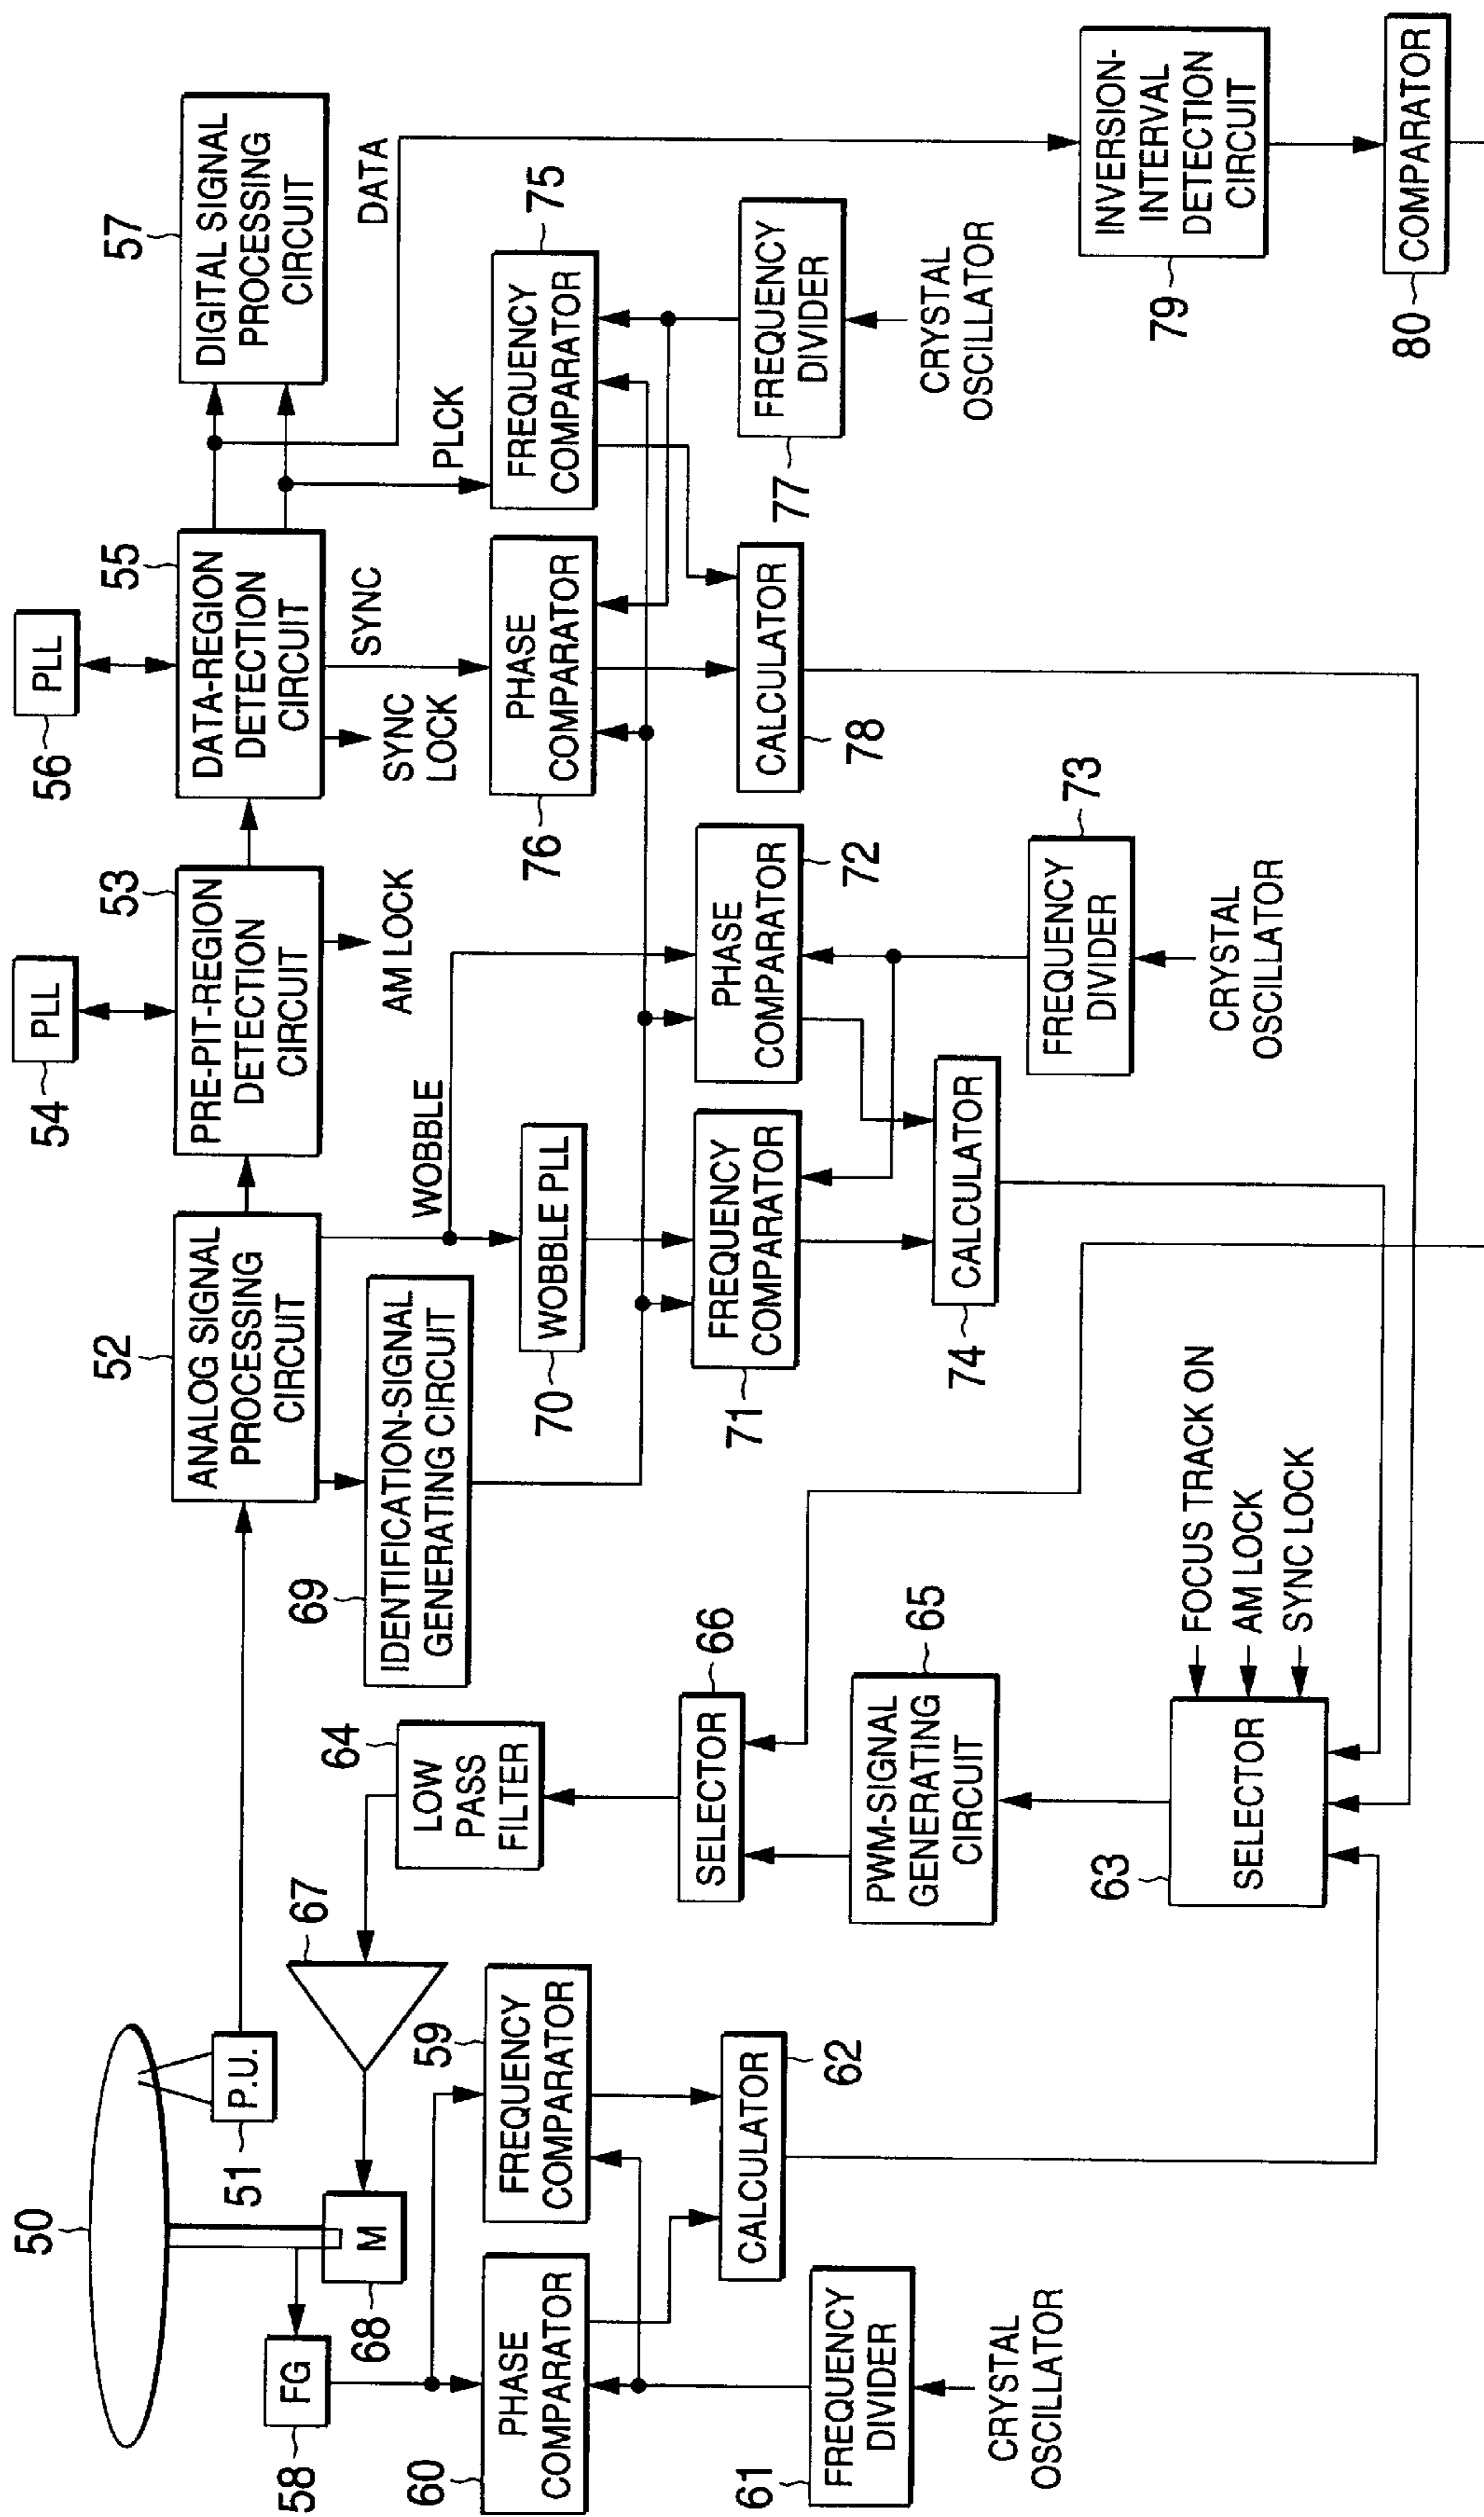 50
P.U.
51
M
68
FG
58
67
LOW
PASS
FILTER
64
FREQUENCY
COMPARATOR
59
PHASE
COMPARATOR
60
FREQUENCY
DIVIDER
61
CRYSTAL
OSCILLATOR
CALCULATOR
62
SELECTOR
66
PWM-SIGNAL
GENERATING
CIRCUIT
65
SELECTOR
63
FOCUS TRACK ON
AM LOCK
SYNC LOCK
ANALOG SIGNAL
PROCESSING
CIRCUIT
52
IDENTIFICATION-SIGNAL
GENERATING CIRCUIT
69
WOBBLE
WOBBLE PLL
70
FREQUENCY
COMPARATOR
71
PHASE
COMPARATOR
72
CALCULATOR
74
FREQUENCY
DIVIDER
73
CRYSTAL
OSCILLATOR
PLL
54
PRE-PIT-REGION
DETECTION
CIRCUIT
53
AM LOCK
PLL
56
DATA-REGION
DETECTION
CIRCUIT
55
SYNC
LOCK
SYNC
PHASE
COMPARATOR
76
CALCULATOR
78
DIGITAL SIGNAL
PROCESSING
CIRCUIT
57
DATA
PLCK
FREQUENCY
COMPARATOR
75
FREQUENCY
DIVIDER
77
CRYSTAL
OSCILLATOR
INVERSION-
INTERVAL
DETECTION
CIRCUIT
79
COMPARATOR
80